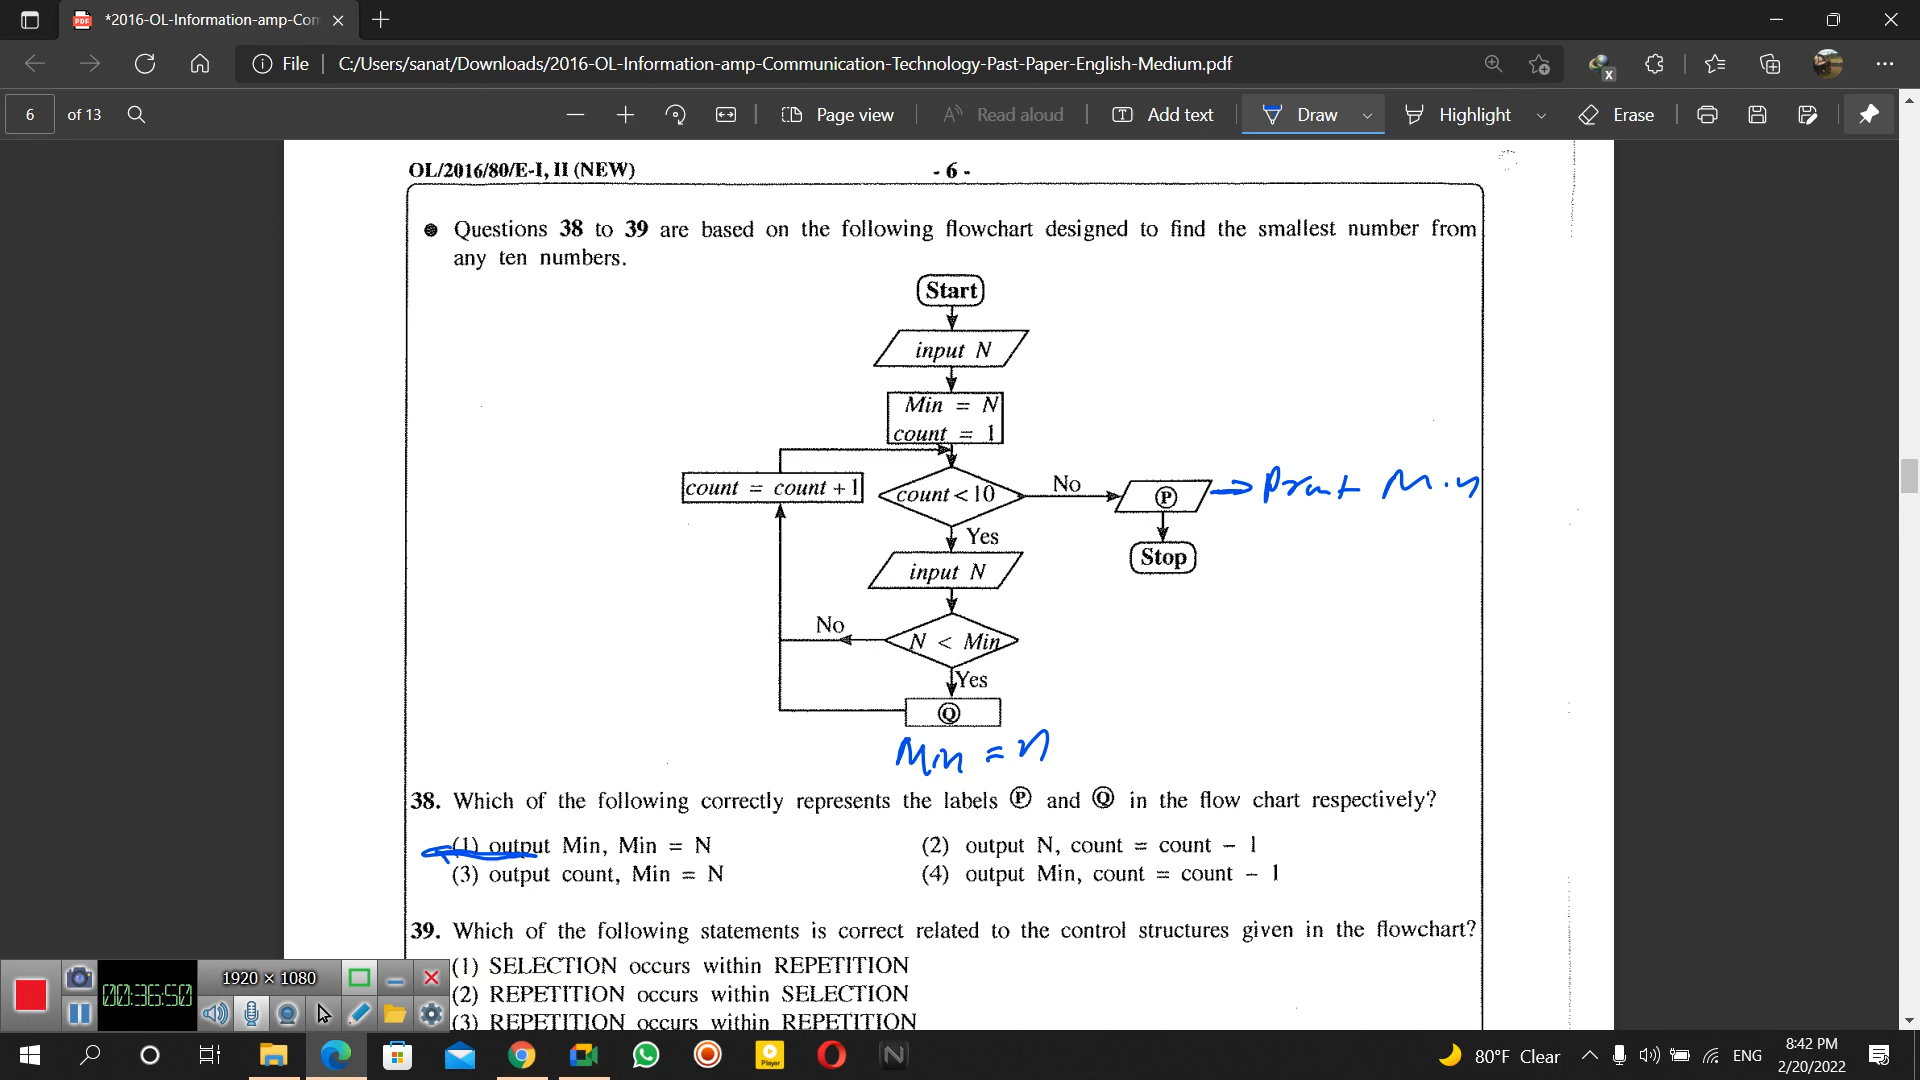 *2016-OL-Information-amp-Con
File C:/Users/sanat/Downloads/2016-OL-Information-amp-Communication-Technology-Past-Paper-English-Medium.pdf
6 of 13 Page view Read aloud Add text Draw Highlight Erase
OL/2016/80/E-I, II (NEW) - 6 -
● Questions 38 to 39 are based on the following flowchart designed to find the smallest number from
any ten numbers.
Start
input N
Min = N
count = 1
count = count + 1
count < 10
No
P
Print Min
Yes
Stop
input N
No
N < Min
Yes
Q
Min = n
38. Which of the following correctly represents the labels Ⓟ and Ⓠ in the flow chart respectively?
(1) output Min, Min = N (2) output N, count = count − 1
(3) output count, Min = N (4) output Min, count = count − 1
39. Which of the following statements is correct related to the control structures given in the flowchart?
(1) SELECTION occurs within REPETITION
(2) REPETITION occurs within SELECTION
(3) REPETITION occurs within REPETITION
1920 × 1080
00:36:50
80°F Clear ENG 8:42 PM
2/20/2022